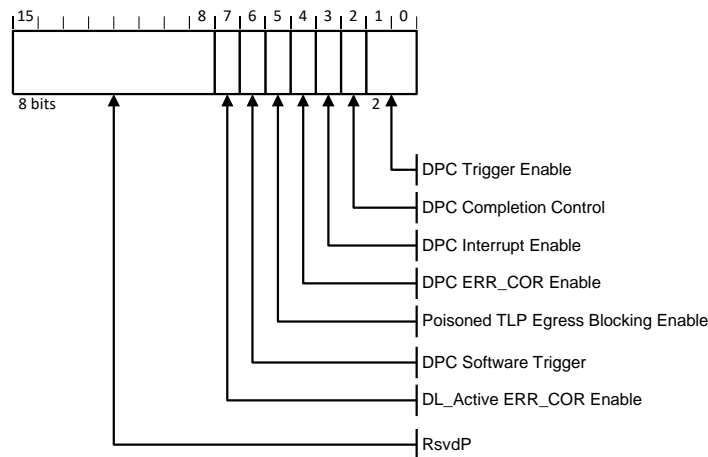 15 8 7 6 5 4 3 2 1 0
8 bits 2
DPC Trigger Enable
DPC Completion Control
DPC Interrupt Enable
DPC ERR_COR Enable
Poisoned TLP Egress Blocking Enable
DPC Software Trigger
DL_Active ERR_COR Enable
RsvdP